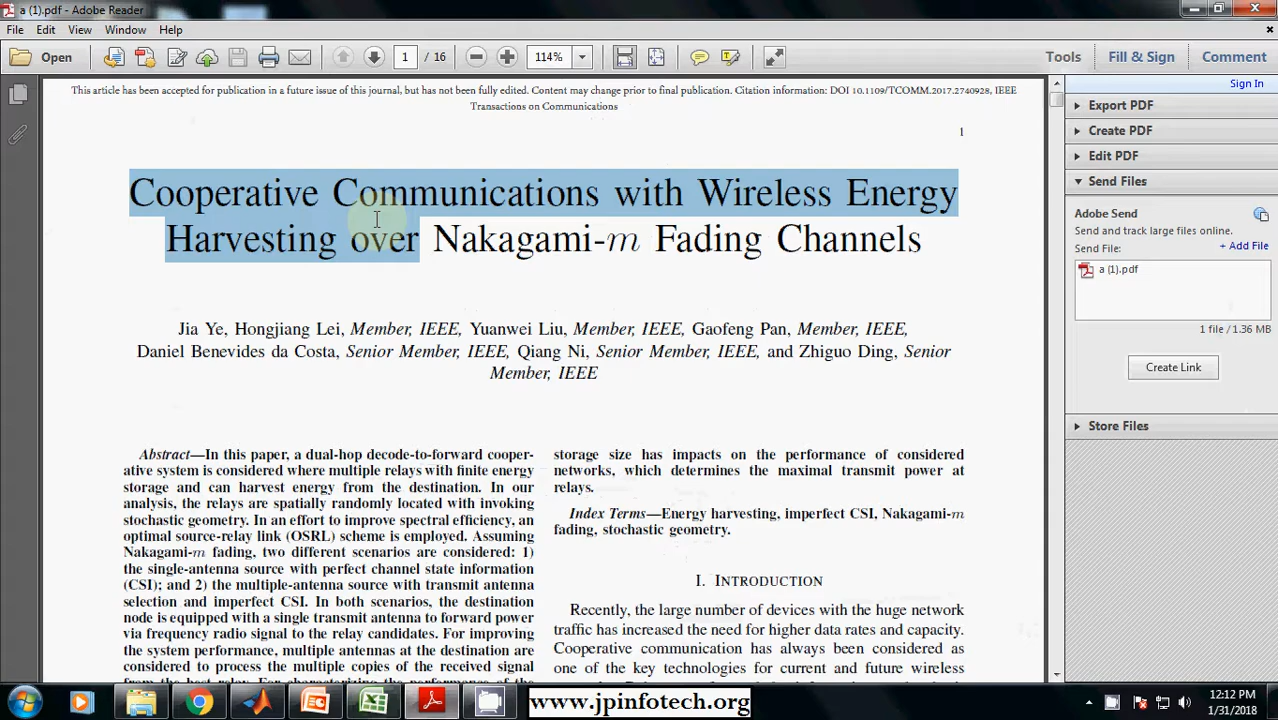 a (1).pdf - Adobe Reader
File Edit View Window Help
Open 1 / 16 114% Tools Fill & Sign Comment
This article has been accepted for publication in a future issue of this journal, but has not been fully edited. Content may change prior to final publication. Citation information: DOI 10.1109/TCOMM.2017.2740928, IEEE
Transactions on Communications
1
Cooperative Communications with Wireless Energy
Harvesting over Nakagami-m Fading Channels
Jia Ye, Hongjiang Lei, Member, IEEE, Yuanwei Liu, Member, IEEE, Gaofeng Pan, Member, IEEE,
Daniel Benevides da Costa, Senior Member, IEEE, Qiang Ni, Senior Member, IEEE, and Zhiguo Ding, Senior
Member, IEEE
Abstract—In this paper, a dual-hop decode-to-forward cooper-
ative system is considered where multiple relays with finite energy
storage and can harvest energy from the destination. In our
analysis, the relays are spatially randomly located with invoking
stochastic geometry. In an effort to improve spectral efficiency, an
optimal source-relay link (OSRL) scheme is employed. Assuming
Nakagami-m fading, two different scenarios are considered: 1)
the single-antenna source with perfect channel state information
(CSI); and 2) the multiple-antenna source with transmit antenna
selection and imperfect CSI. In both scenarios, the destination
node is equipped with a single transmit antenna to forward power
via frequency radio signal to the relay candidates. For improving
the system performance, multiple antennas at the destination are
considered to process the multiple copies of the received signal
storage size has impacts on the performance of considered
networks, which determines the maximal transmit power at
relays.
Index Terms—Energy harvesting, imperfect CSI, Nakagami-m
fading, stochastic geometry.
I. INTRODUCTION
Recently, the large number of devices with the huge network
traffic has increased the need for higher data rates and capacity.
Cooperative communication has always been considered as
one of the key technologies for current and future wireless
Sign In
Export PDF
Create PDF
Edit PDF
Send Files
Adobe Send
Send and track large files online.
+ Add File
Send File:
a (1).pdf
1 file / 1.36 MB
Create Link
Store Files
www.jpinfotech.org
12:12 PM
1/31/2018